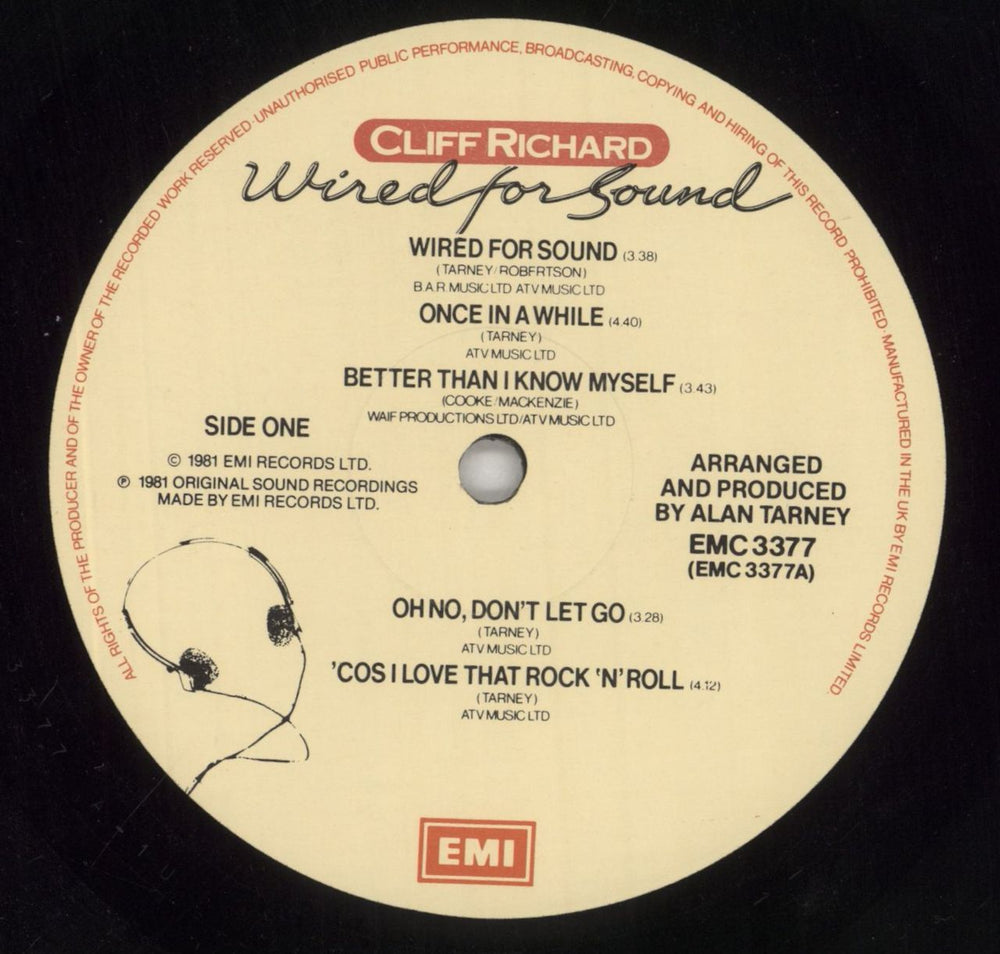 ALL RIGHTS OF THE PRODUCER AND OF THE OWNER OF THE RECORDED WORK RESERVED·UNAUTHORISED PUBLIC PERFORMANCE, BROADCASTING, COPYING AND HIRING OF THIS RECORD PROHIBITED·MANUFACTURED IN THE UK BY EMI RECORDS LIMITED.
CLIFF RICHARD
Wired for Sound
WIRED FOR SOUND (3.38)
(TARNEY/ROBERTSON)
B.A.R. MUSIC LTD ATV MUSIC LTD
ONCE IN A WHILE (4.40)
(TARNEY)
ATV MUSIC LTD
BETTER THAN I KNOW MYSELF (3.43)
(COOKE/MACKENZIE)
WAIF PRODUCTIONS LTD/ATV MUSIC LTD
SIDE ONE
© 1981 EMI RECORDS LTD.
℗ 1981 ORIGINAL SOUND RECORDINGS
MADE BY EMI RECORDS LTD.
ARRANGED
AND PRODUCED
BY ALAN TARNEY
EMC 3377
(EMC 3377A)
OH NO, DON'T LET GO (3.28)
(TARNEY)
ATV MUSIC LTD
'COS I LOVE THAT ROCK 'N' ROLL (4.12)
(TARNEY)
ATV MUSIC LTD
EMI